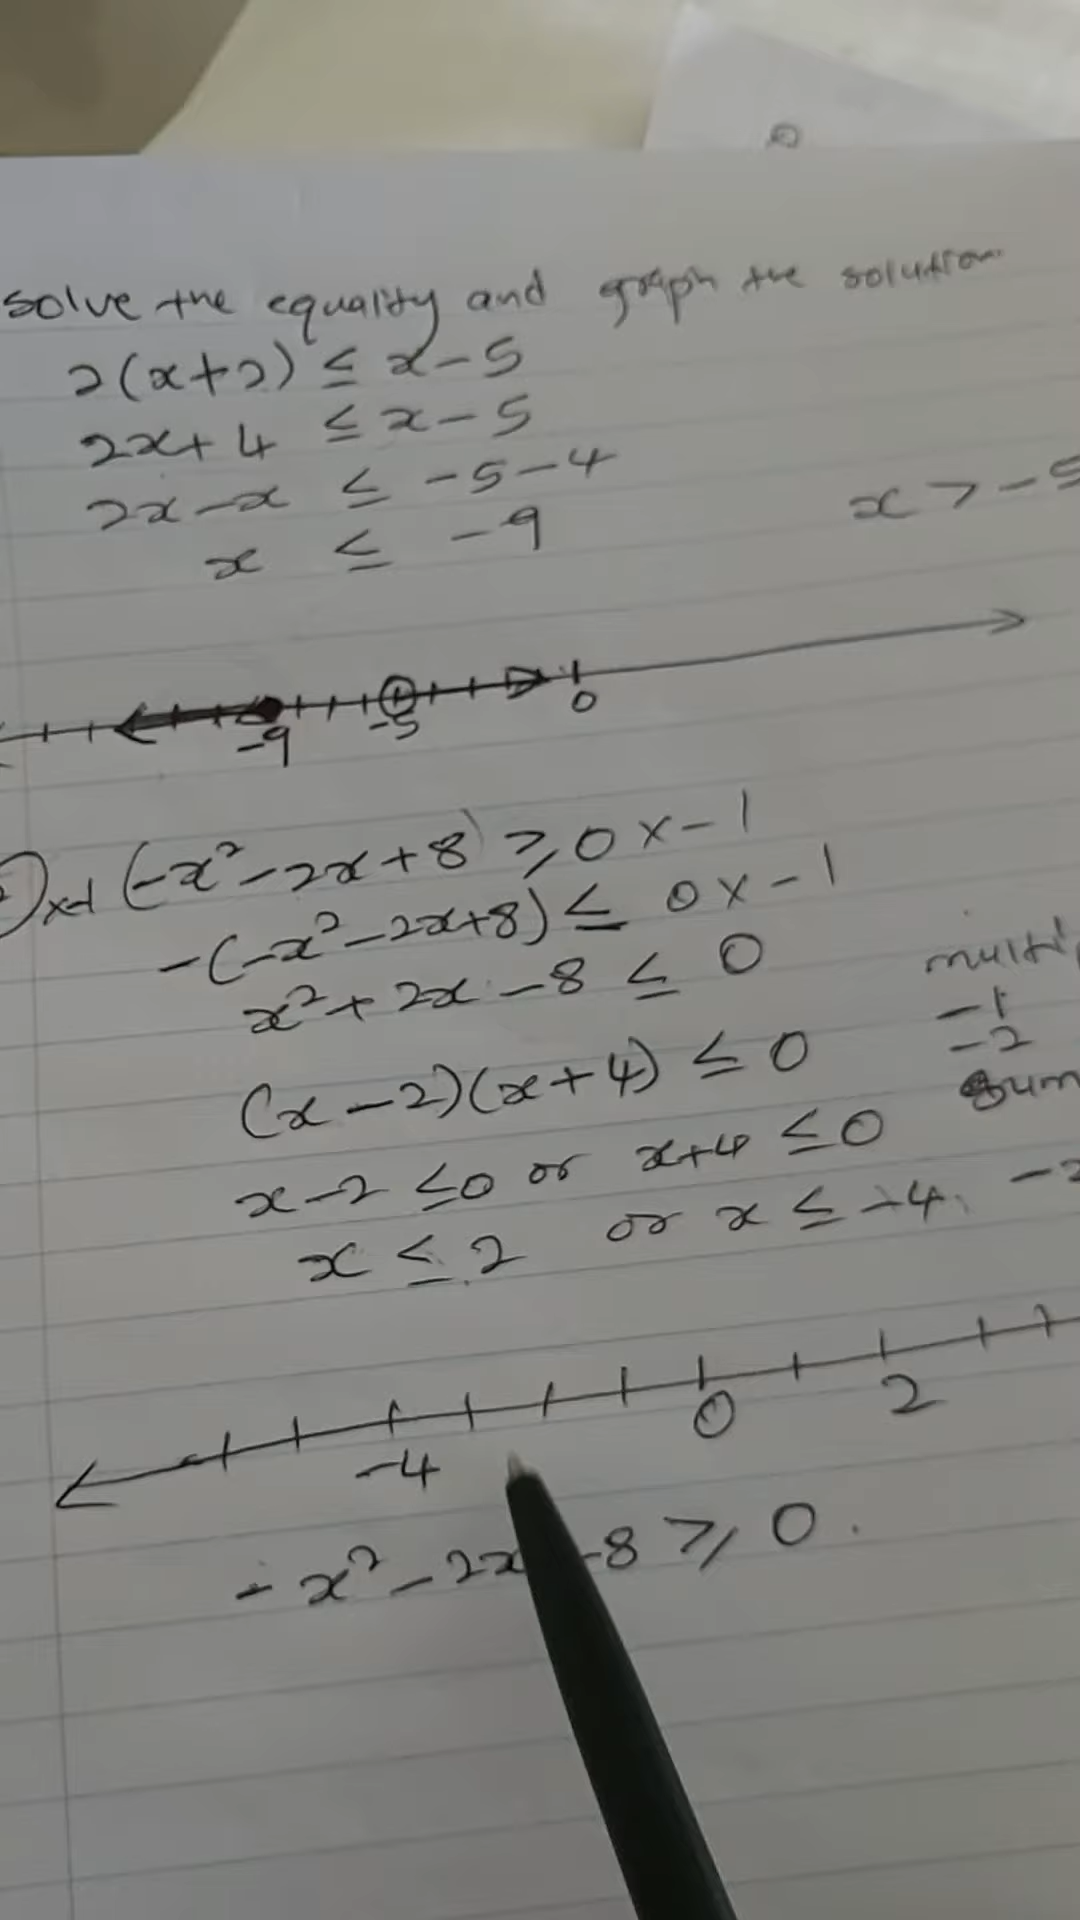 solve the equality and graph the solution
2(x+2) ≤ x-5
2x+4 ≤ x-5
2x-x ≤ -5-4
x ≤ -9
x > -5
-9 -5 0
x-1 (-x²-2x+8) ≥ 0 x-1
-(-x²-2x+8) ≤ 0 x-1
x²+2x-8 ≤ 0
(x-2)(x+4) ≤ 0
x-2 ≤ 0 or x+4 ≤ 0
x ≤ 2 or x ≤ -4
-1
-2
-4 0 2
-x²-2x 8 ≥ 0.